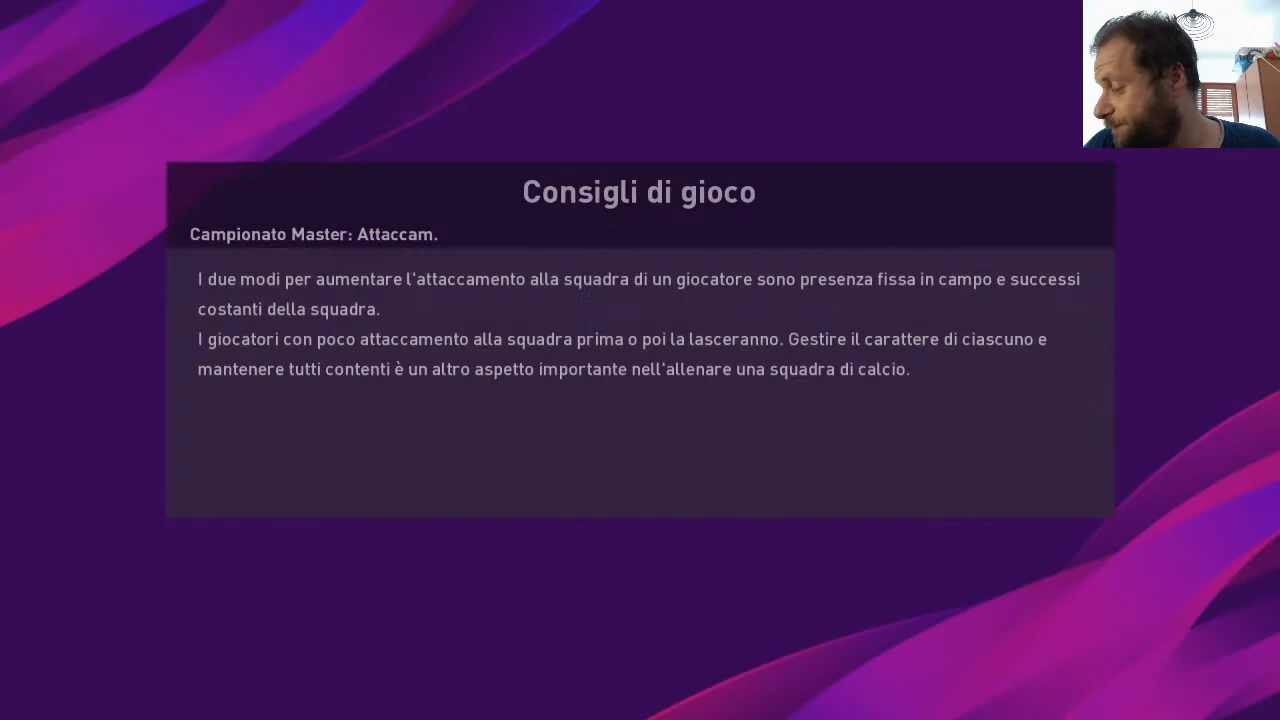 Consigli di gioco
Campionato Master: Attaccam.
I due modi per aumentare l'attaccamento alla squadra di un giocatore sono presenza fissa in campo e successi
costanti della squadra.
I giocatori con poco attaccamento alla squadra prima o poi la lasceranno. Gestire il carattere di ciascuno e
mantenere tutti contenti è un altro aspetto importante nell'allenare una squadra di calcio.